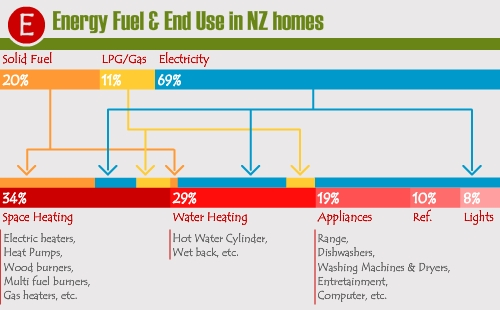 E Energy Fuel & End Use in NZ homes
Solid Fuel LPG/Gas Electricity
20% 11% 69%
34% 29% 19% 10% 8%
Space Heating Water Heating Appliances Ref. Lights
Electric heaters,
Heat Pumps,
Wood burners,
Multi fuel burners,
Gas heaters, etc.
Hot Water Cylinder,
Wet back, etc.
Range,
Dishwashers,
Washing Machines & Dryers,
Entretainment,
Computer, etc.